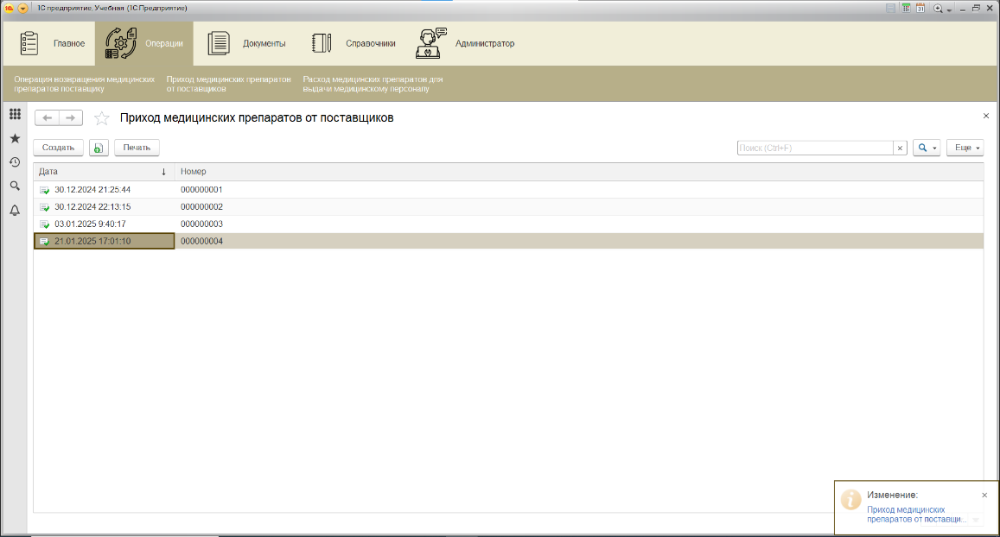 1С предприятие, Учебная (1С:Предприятие)
Главное
Операции
Документы
Справочники
Администратор
Операция возвращения медицинских
препаратов поставщику
Приход медицинских препаратов
от поставщиков
Расход медицинских препаратов для
выдачи медицинскому персоналу
Приход медицинских препаратов от поставщиков
Создать
Печать
Поиск (Ctrl+F)
Еще
Дата
Номер
30.12.2024 21:25:44 000000001
30.12.2024 22:13:15 000000002
03.01.2025 9:40:17 000000003
21.01.2025 17:01:10 000000004
Изменение:
Приход медицинских
препаратов от поставщи...